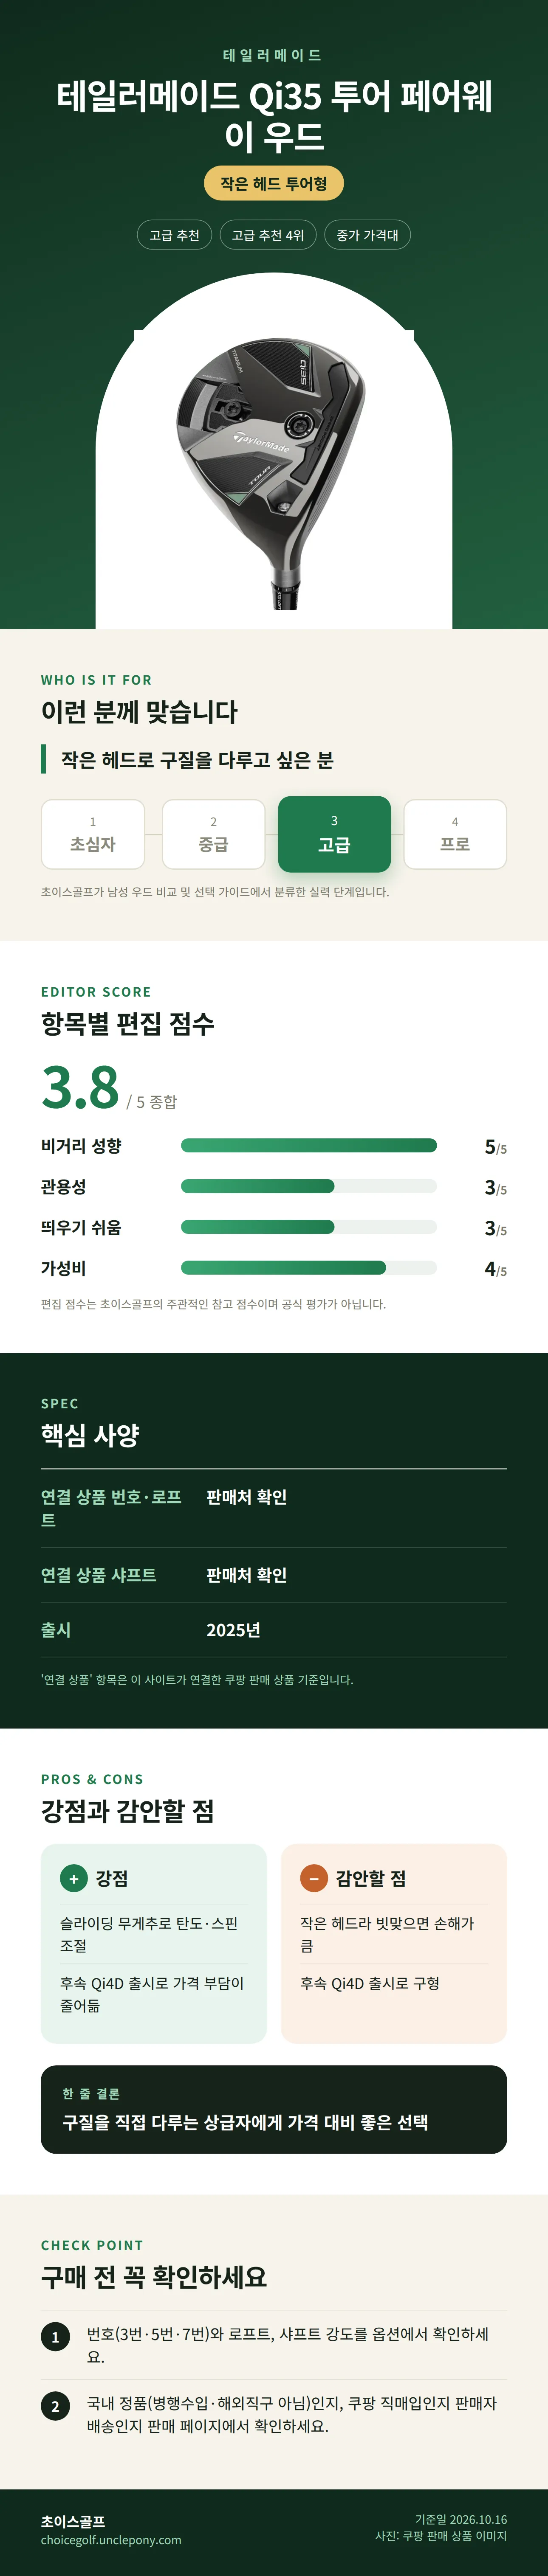 테일러메이드
테일러메이드 Qi35 투어 페어웨
이 우드
작은 헤드 투어형
고급 추천
고급 추천 4위
중가 가격대
TITANIUM
Qi35
TaylorMade
TOUR
WHO IS IT FOR
이런 분께 맞습니다
작은 헤드로 구질을 다루고 싶은 분
1
초심자
2
중급
3
고급
4
프로
초이스골프가 남성 우드 비교 및 선택 가이드에서 분류한 실력 단계입니다.
EDITOR SCORE
항목별 편집 점수
3.8 / 5 종합
비거리 성향 5/5
관용성 3/5
띄우기 쉬움 3/5
가성비 4/5
편집 점수는 초이스골프의 주관적인 참고 점수이며 공식 평가가 아닙니다.
SPEC
핵심 사양
연결 상품 번호·로프 판매처 확인
트
연결 상품 샤프트 판매처 확인
출시 2025년
'연결 상품' 항목은 이 사이트가 연결한 쿠팡 판매 상품 기준입니다.
PROS & CONS
강점과 감안할 점
+ 강점
슬라이딩 무게추로 탄도·스핀
조절
후속 Qi4D 출시로 가격 부담이
줄어듦
− 감안할 점
작은 헤드라 빗맞으면 손해가
큼
후속 Qi4D 출시로 구형
한 줄 결론
구질을 직접 다루는 상급자에게 가격 대비 좋은 선택
CHECK POINT
구매 전 꼭 확인하세요
1 번호(3번·5번·7번)와 로프트, 샤프트 강도를 옵션에서 확인하세
요.
2 국내 정품(병행수입·해외직구 아님)인지, 쿠팡 직매입인지 판매자
배송인지 판매 페이지에서 확인하세요.
초이스골프
choicegolf.unclepony.com
기준일 2026.10.16
사진: 쿠팡 판매 상품 이미지